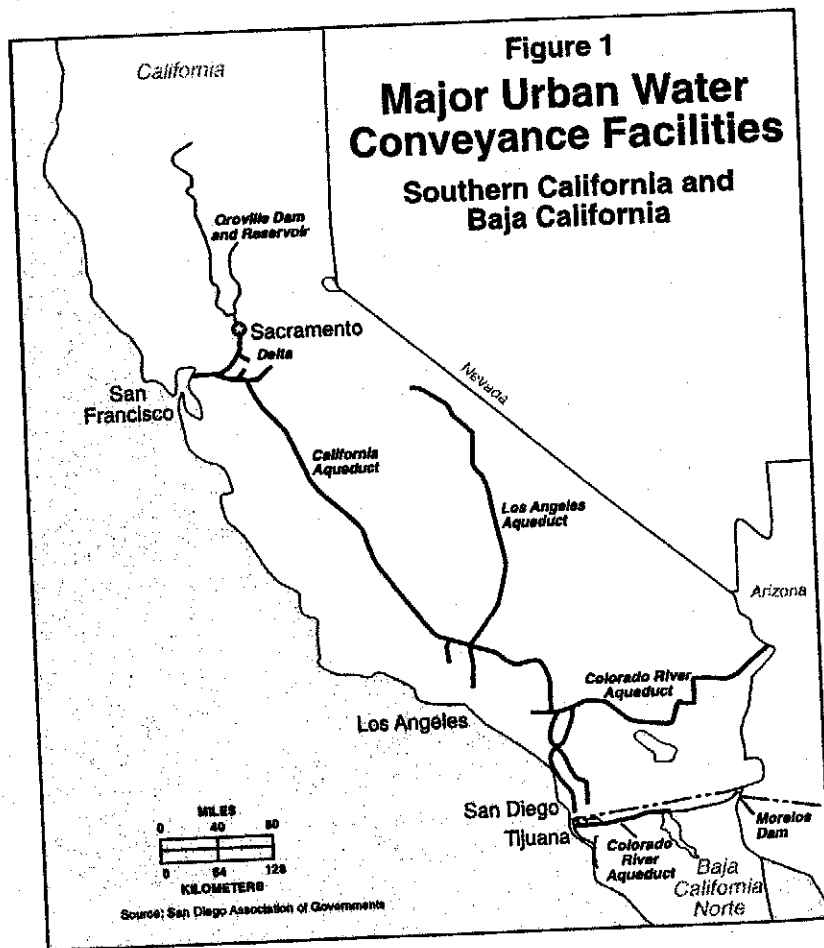 Figure 1
Major Urban Water
Conveyance Facilities
Southern California and
Baja California
California
Oroville Dam
and Reservoir
Sacramento
Delta
San
Francisco
Nevada
California
Aqueduct
Los Angeles
Aqueduct
Arizona
Colorado River
Aqueduct
Los Angeles
San Diego
Tijuana
Morelos
Dam
Colorado
River
Aqueduct
Baja
California
Norte
MILES
0 40 80
0 64 128
KILOMETERS
Source: San Diego Association of Governments